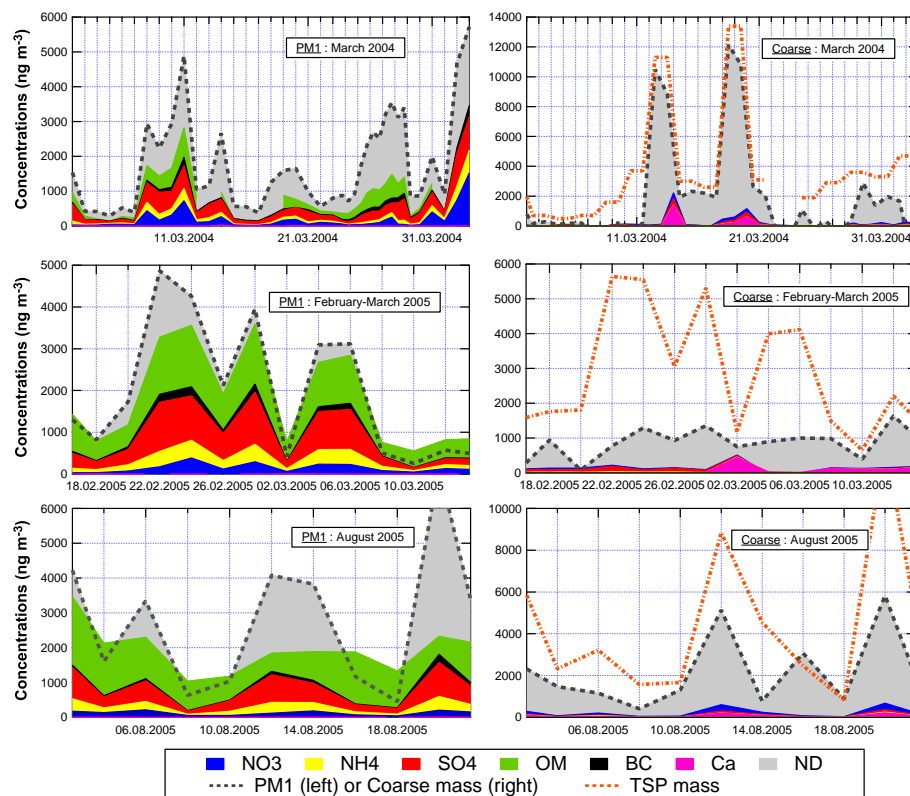 6000
5000
4000
3000
2000
1000
0
Concentrations (ng m-3)
PM1 : March 2004
11.03.2004 21.03.2004 31.03.2004
14000
12000
10000
8000
6000
4000
2000
0
Coarse : March 2004
11.03.2004 21.03.2004 31.03.2004
5000
4000
3000
2000
1000
0
Concentrations (ng m-3)
PM1 : February-March 2005
18.02.2005 22.02.2005 26.02.2005 02.03.2005 06.03.2005 10.03.2005
6000
5000
4000
3000
2000
1000
0
Coarse : February-March 2005
18.02.2005 22.02.2005 26.02.2005 02.03.2005 06.03.2005 10.03.2005
6000
5000
4000
3000
2000
1000
0
Concentrations (ng m-3)
PM1 : August 2005
06.08.2005 10.08.2005 14.08.2005 18.08.2005
10000
8000
6000
4000
2000
0
Coarse : August 2005
06.08.2005 10.08.2005 14.08.2005 18.08.2005
NO3 NH4 SO4 OM BC Ca ND
PM1 (left) or Coarse mass (right) TSP mass